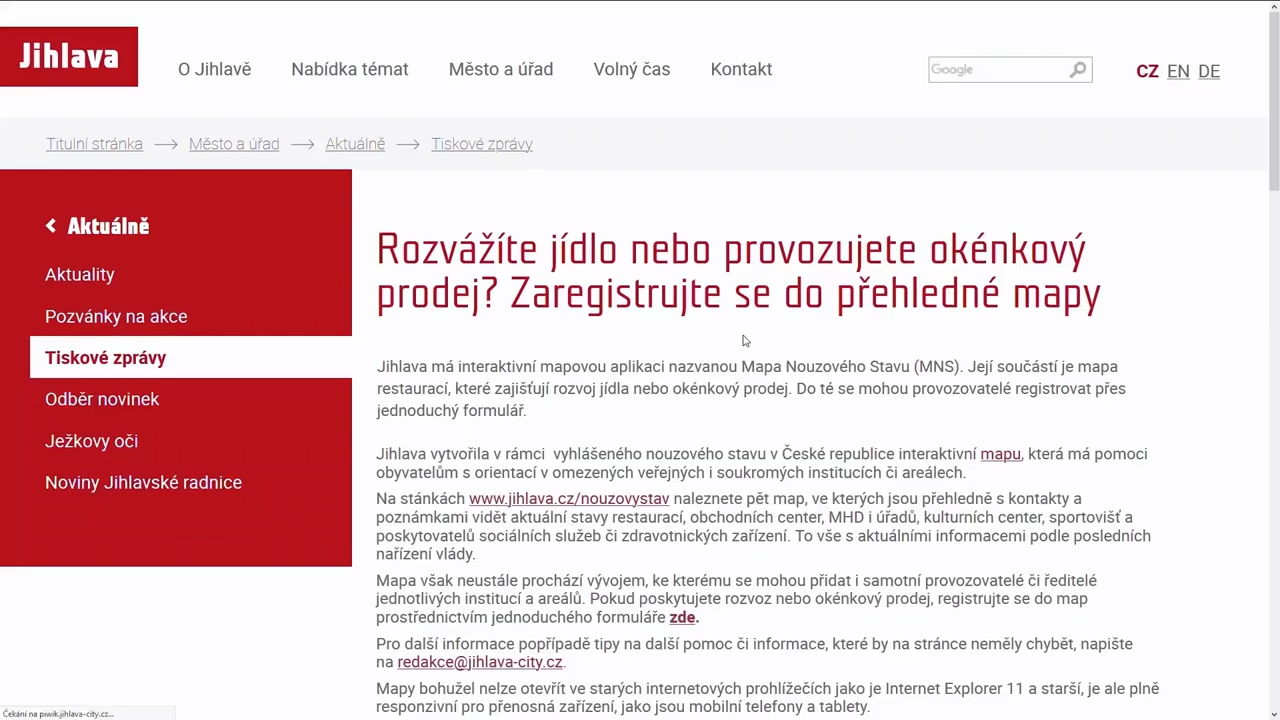 Jihlava
O Jihlavě
Nabídka témat
Město a úřad
Volný čas
Kontakt
Google
CZ EN DE
Titulní stránka
Město a úřad
Aktuálně
Tiskové zprávy
Aktuálně
Aktuality
Pozvánky na akce
Tiskové zprávy
Odběr novinek
Ježkovy oči
Noviny Jihlavské radnice
Rozvážíte jídlo nebo provozujete okénkový
prodej? Zaregistrujte se do přehledné mapy
Jihlava má interaktivní mapovou aplikaci nazvanou Mapa Nouzového Stavu (MNS). Její součástí je mapa
restaurací, které zajišťují rozvoj jídla nebo okénkový prodej. Do té se mohou provozovatelé registrovat přes
jednoduchý formulář.
Jihlava vytvořila v rámci vyhlášeného nouzového stavu v České republice interaktivní mapu, která má pomoci
obyvatelům s orientací v omezených veřejných i soukromých institucích či areálech.
Na stánkách www.jihlava.cz/nouzovystav naleznete pět map, ve kterých jsou přehledně s kontakty a
poznámkami vidět aktuální stavy restaurací, obchodních center, MHD i úřadů, kulturních center, sportovišť a
poskytovatelů sociálních služeb či zdravotnických zařízení. To vše s aktuálními informacemi podle posledních
nařízení vlády.
Mapa však neustále prochází vývojem, ke kterému se mohou přidat i samotní provozovatelé či ředitelé
jednotlivých institucí a areálů. Pokud poskytujete rozvoz nebo okénkový prodej, registrujte se do map
prostřednictvím jednoduchého formuláře zde.
Pro další informace popřípadě tipy na další pomoc či informace, které by na stránce neměly chybět, napište
na redakce@jihlava-city.cz.
Mapy bohužel nelze otevřít ve starých internetových prohlížečích jako je Internet Explorer 11 a starší, je ale plně
responzivní pro přenosná zařízení, jako jsou mobilní telefony a tablety.
Čekání na piwik.jihlava-city.cz...